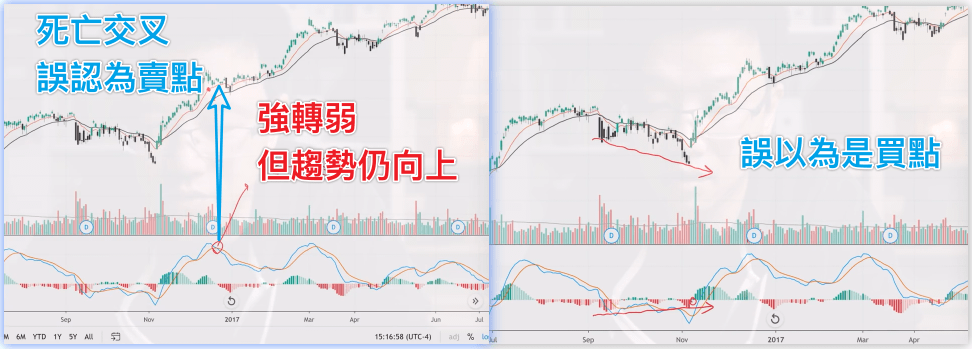 死亡交叉
誤認為賣點
強轉弱
但趨勢仍向上
D
D
D
D
Sep
Nov
2017
Mar
Apr
Jun
Jul
M 6M YTD 1Y 5Y All
15:16:58 (UTC-4)
adj % log
誤以為是買點
D
D
D
Jul
Sep
Nov
2017
Mar
Apr